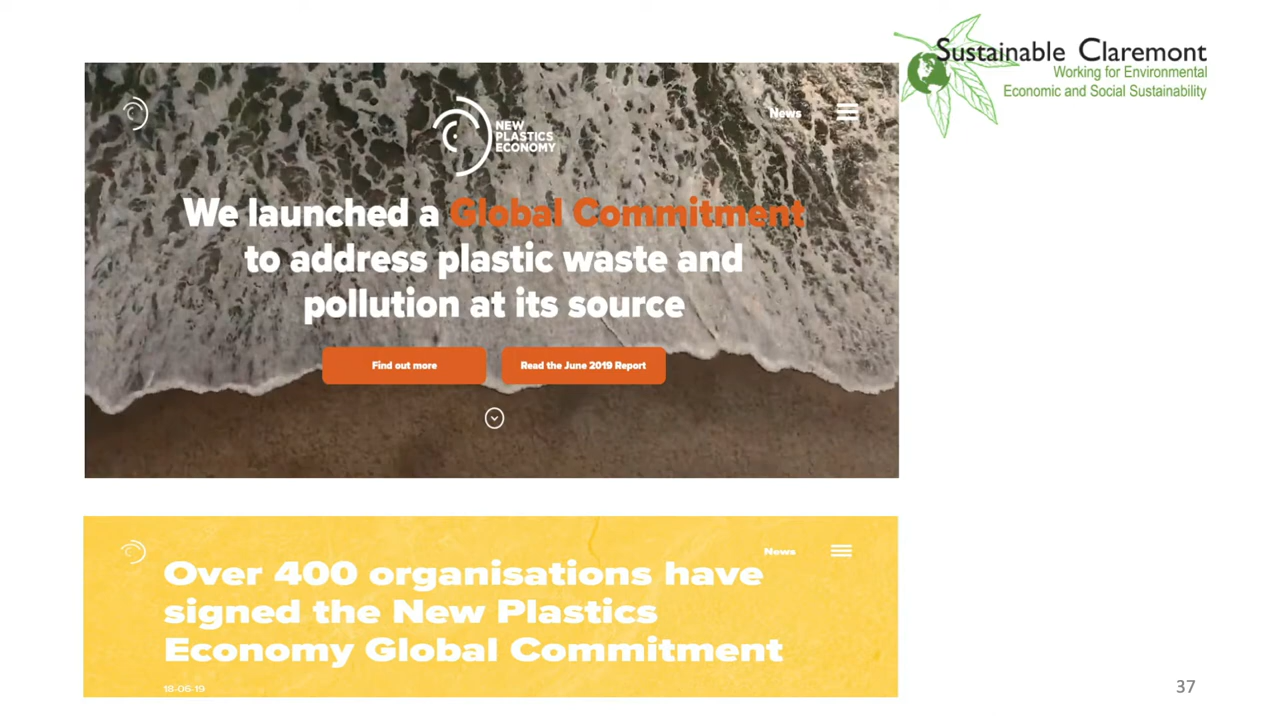 Sustainable Claremont
Working for Environmental
Economic and Social Sustainability
News
NEW
PLASTICS
ECONOMY
We launched a Global Commitment
to address plastic waste and
pollution at its source
Find out more
Read the June 2019 Report
News
Over 400 organisations have
signed the New Plastics
Economy Global Commitment
18-06-19
37